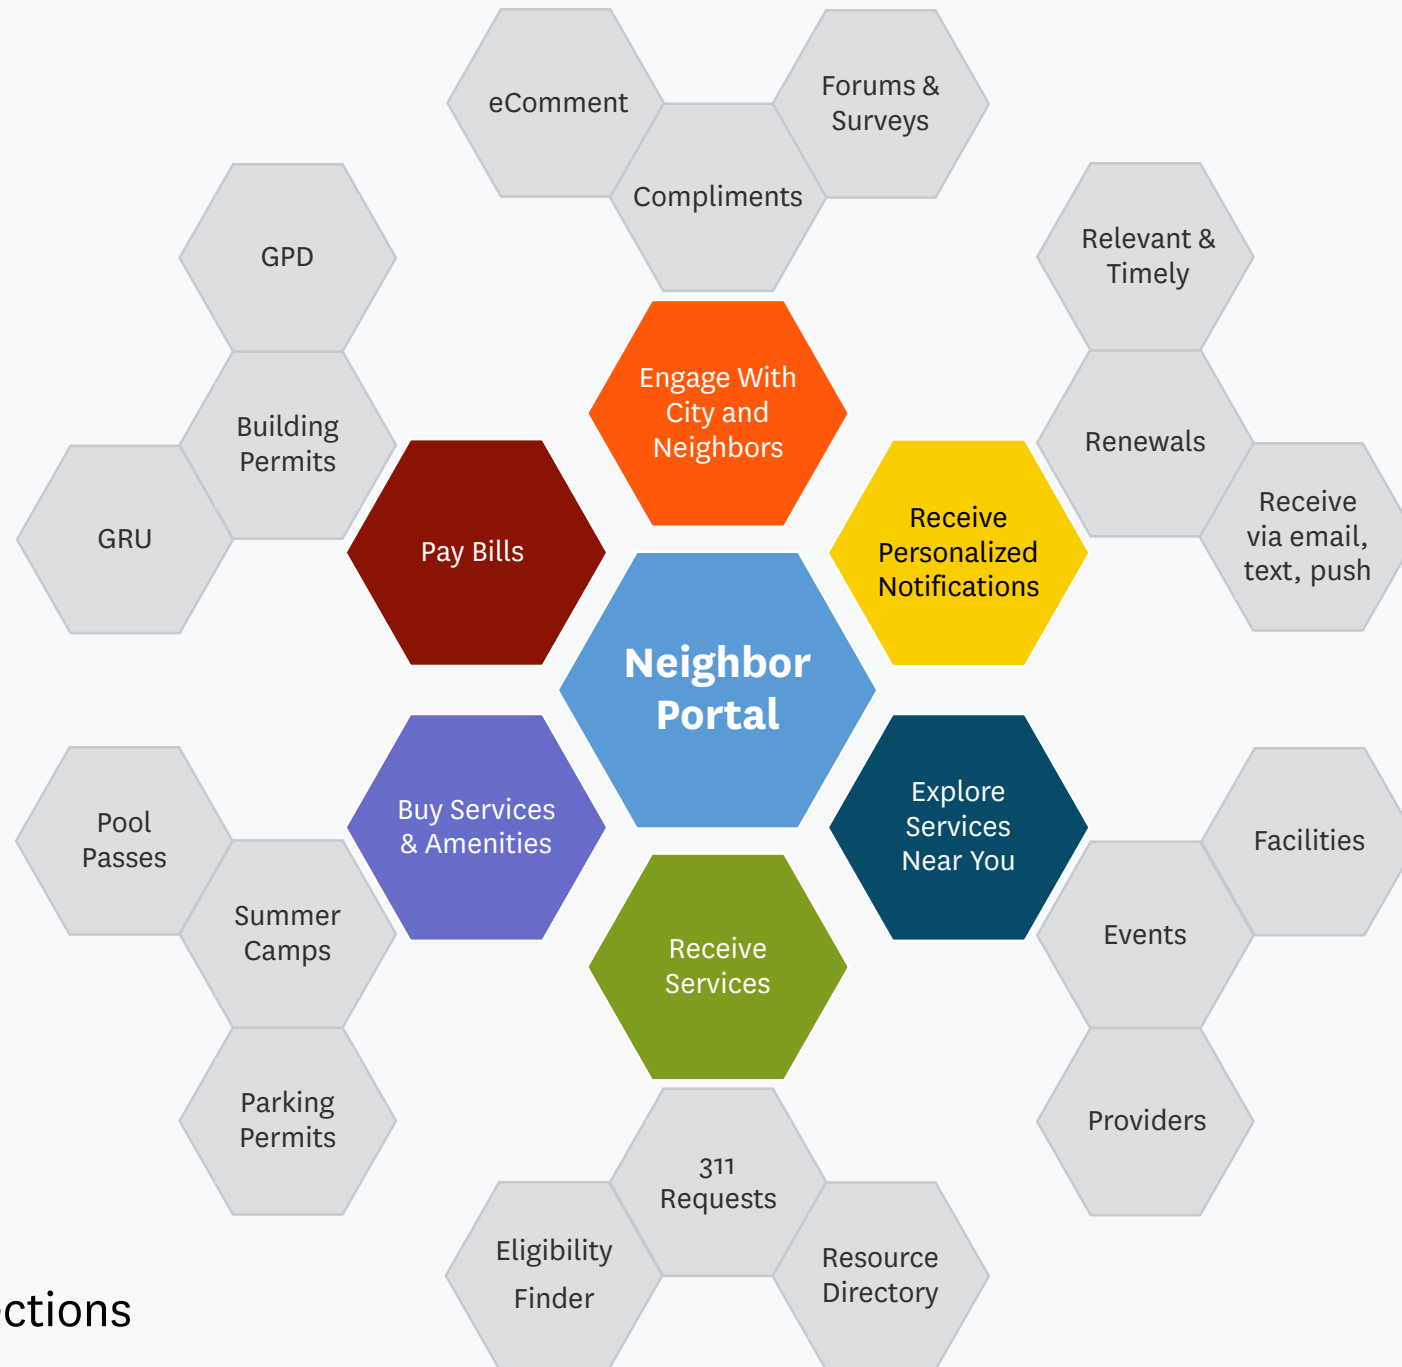 eComment
Forums &
Surveys
Compliments
GPD
Relevant &
Timely
Engage With
City and
Neighbors
Building
Permits
Renewals
GRU
Pay Bills
Receive
Personalized
Notifications
Receive
via email,
text, push
Neighbor
Portal
Pool
Passes
Buy Services
& Amenities
Explore
Services
Near You
Facilities
Summer
Camps
Receive
Services
Events
Parking
Permits
311
Requests
Providers
Eligibility
Finder
Resource
Directory